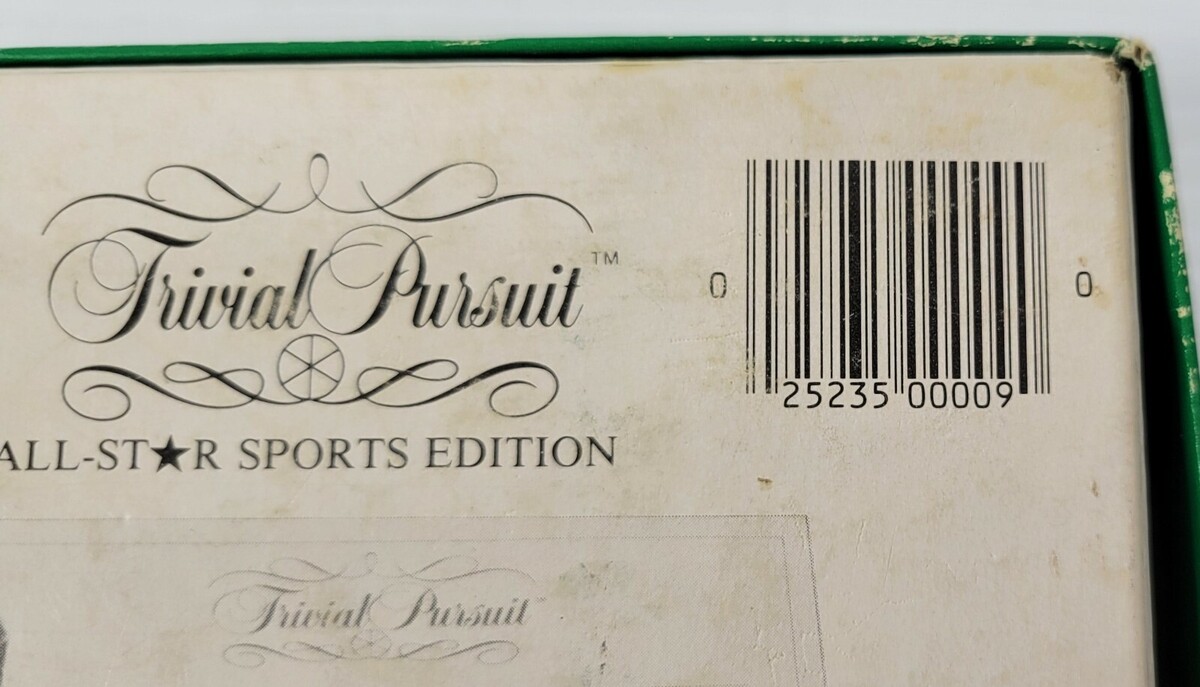 Trivial Pursuit™
ALL-ST★R SPORTS EDITION
0 25235 00009 0
Trivial Pursuit